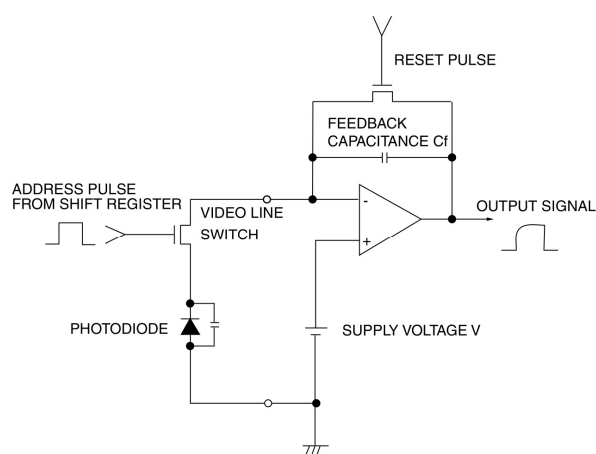 RESET PULSE
FEEDBACK
CAPACITANCE Cf
ADDRESS PULSE
FROM SHIFT REGISTER
VIDEO LINE
SWITCH
-
+
OUTPUT SIGNAL
PHOTODIODE
SUPPLY VOLTAGE V